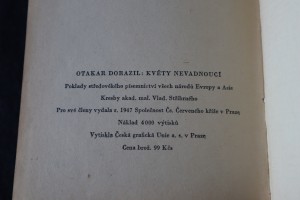 OTAKAR DORAZIL: KVĚTY NEVADNOUCÍ
Poklady středověkého písemnictví všech národů Evropy a Asie
Kresby akad. mal. Vlad. Stříbrného
Pro své členy vydala r. 1947 Společnost Čs. Červeného kříže v Praze
Náklad 6000 výtisků
Vytiskla Česká grafická Unie a. s. v Praze
Cena brož. 99 Kčs